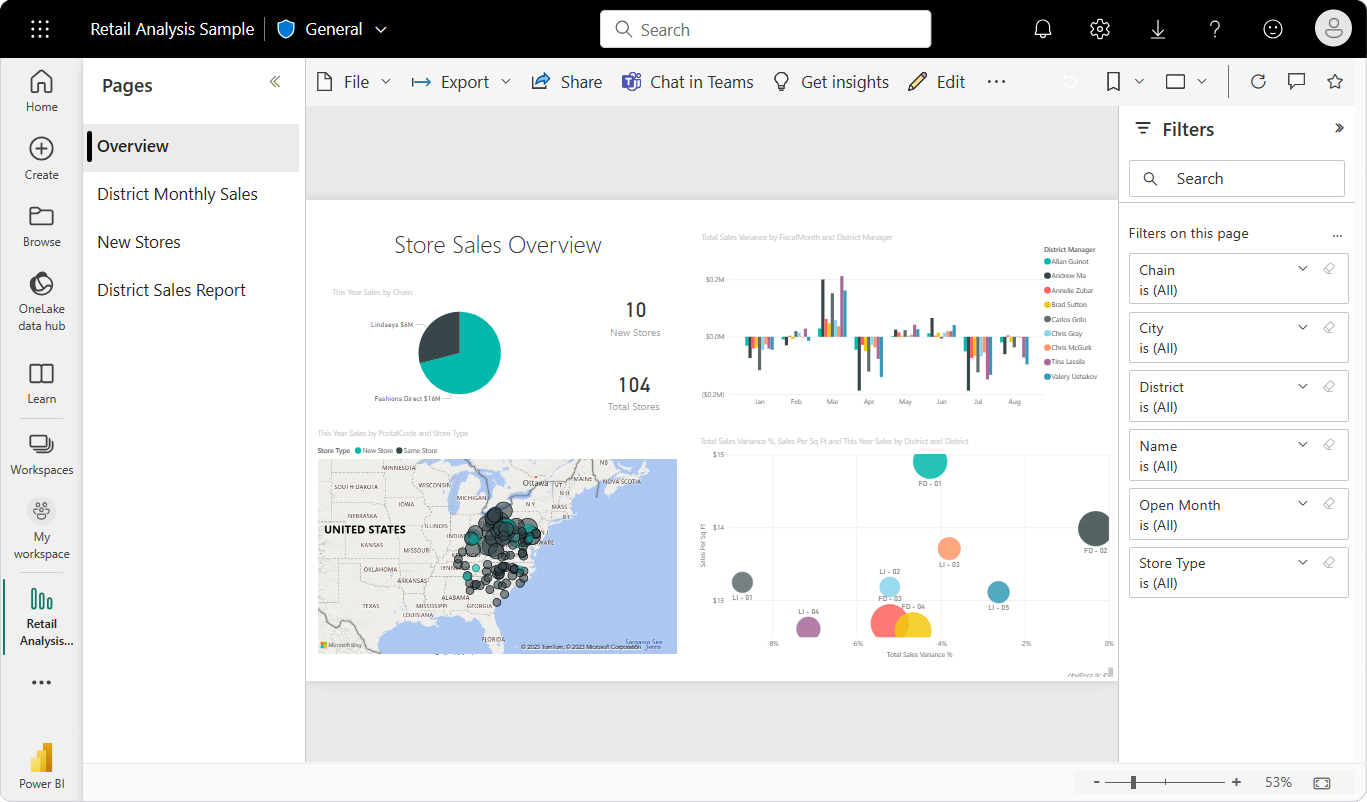 Retail Analysis Sample
General
Search
Home
Create
Browse
OneLake
data hub
Learn
Workspaces
My
workspace
Retail
Analysis...
Power BI
Pages
Overview
District Monthly Sales
New Stores
District Sales Report
File
Export
Share
Chat in Teams
Get insights
Edit
Store Sales Overview
This Year Sales by Chain
Lindseys $6M
Fashions Direct $16M
10
New Stores
104
Total Stores
Total Sales Variance by FiscalMonth and District Manager
$0.2M
$0.0M
($0.2M)
Jan Feb Mar Apr May Jun Jul Aug
District Manager
Allan Guinot
Andrew Ma
Annelie Zubar
Brad Sutton
Carlos Grilo
Chris Gray
Chris McGurk
Tina Lassila
Valery Ushakov
This Year Sales by PostalCode and Store Type
Store Type New Store Same Store
MINNESOTA
NB
SOUTH DAKOTA
WISCONSIN
Ottawa
VT
MAINE
NOVA SCOTIA
MICHIGAN
NH
IOWA
N Y
MASS
NEBRASKA
RI
UNITED STATES
ILLINOIS
KANSAS
MISSOURI
OKLAHOMA
ARKANSAS
ALABAMA
TEXAS
MISSISSIPPI
GEORGIA
LOUISIANA
FLORIDA
Sargasso Sea
Microsoft Bing
© 2023 TomTom, © 2023 Microsoft Corporation Terms
Total Sales Variance %, Sales Per Sq Ft and This Year Sales by District and District
$15
$14
$13
Sales Per Sq Ft
FD - 01
FD - 02
LI - 03
LI - 02
LI - 01
FD - 03
LI - 05
FD - 04
LI - 04
8% -6% -4% -2% 0%
Total Sales Variance %
Filters
Search
Filters on this page
Chain
is (All)
City
is (All)
District
is (All)
Name
is (All)
Open Month
is (All)
Store Type
is (All)
53%